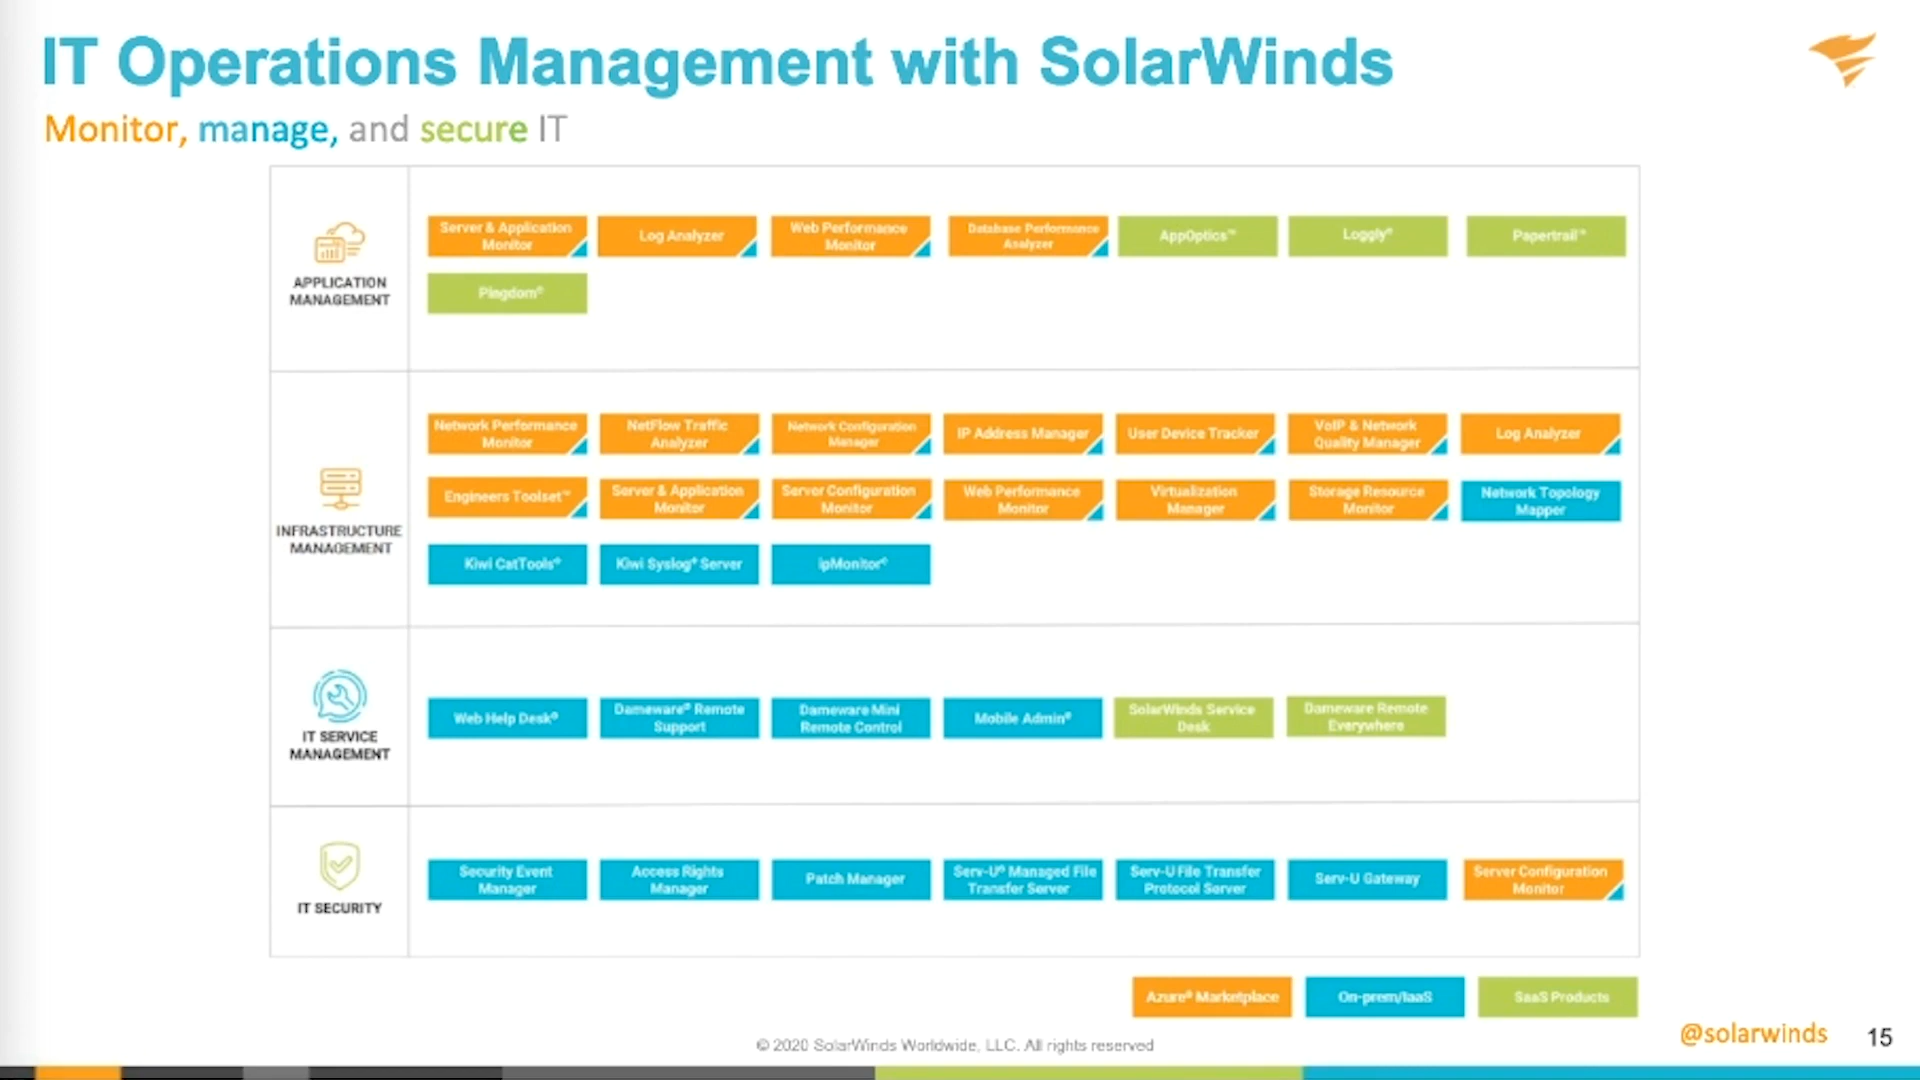 IT Operations Management with SolarWinds
Monitor, manage, and secure IT
APPLICATION
MANAGEMENT
Server & Application
Monitor
Log Analyzer
Web Performance
Monitor
Database Performance
Analyzer
AppOptics™
Loggly®
Papertrail™
Pingdom®
INFRASTRUCTURE
MANAGEMENT
Network Performance
Monitor
NetFlow Traffic
Analyzer
Network Configuration
Manager
IP Address Manager
User Device Tracker
VoIP & Network
Quality Manager
Log Analyzer
Engineers Toolset™
Server & Application
Monitor
Server Configuration
Monitor
Web Performance
Monitor
Virtualization
Manager
Storage Resource
Monitor
Network Topology
Mapper
Kiwi CatTools®
Kiwi Syslog® Server
ipMonitor®
IT SERVICE
MANAGEMENT
Web Help Desk®
Dameware® Remote
Support
Dameware Mini
Remote Control
Mobile Admin®
SolarWinds Service
Desk
Dameware Remote
Everywhere
IT SECURITY
Security Event
Manager
Access Rights
Manager
Patch Manager
Serv-U® Managed File
Transfer Server
Serv-U File Transfer
Protocol Server
Serv-U Gateway
Server Configuration
Monitor
Azure® Marketplace
On-prem/IaaS
SaaS Products
@solarwinds
15
© 2020 SolarWinds Worldwide, LLC. All rights reserved